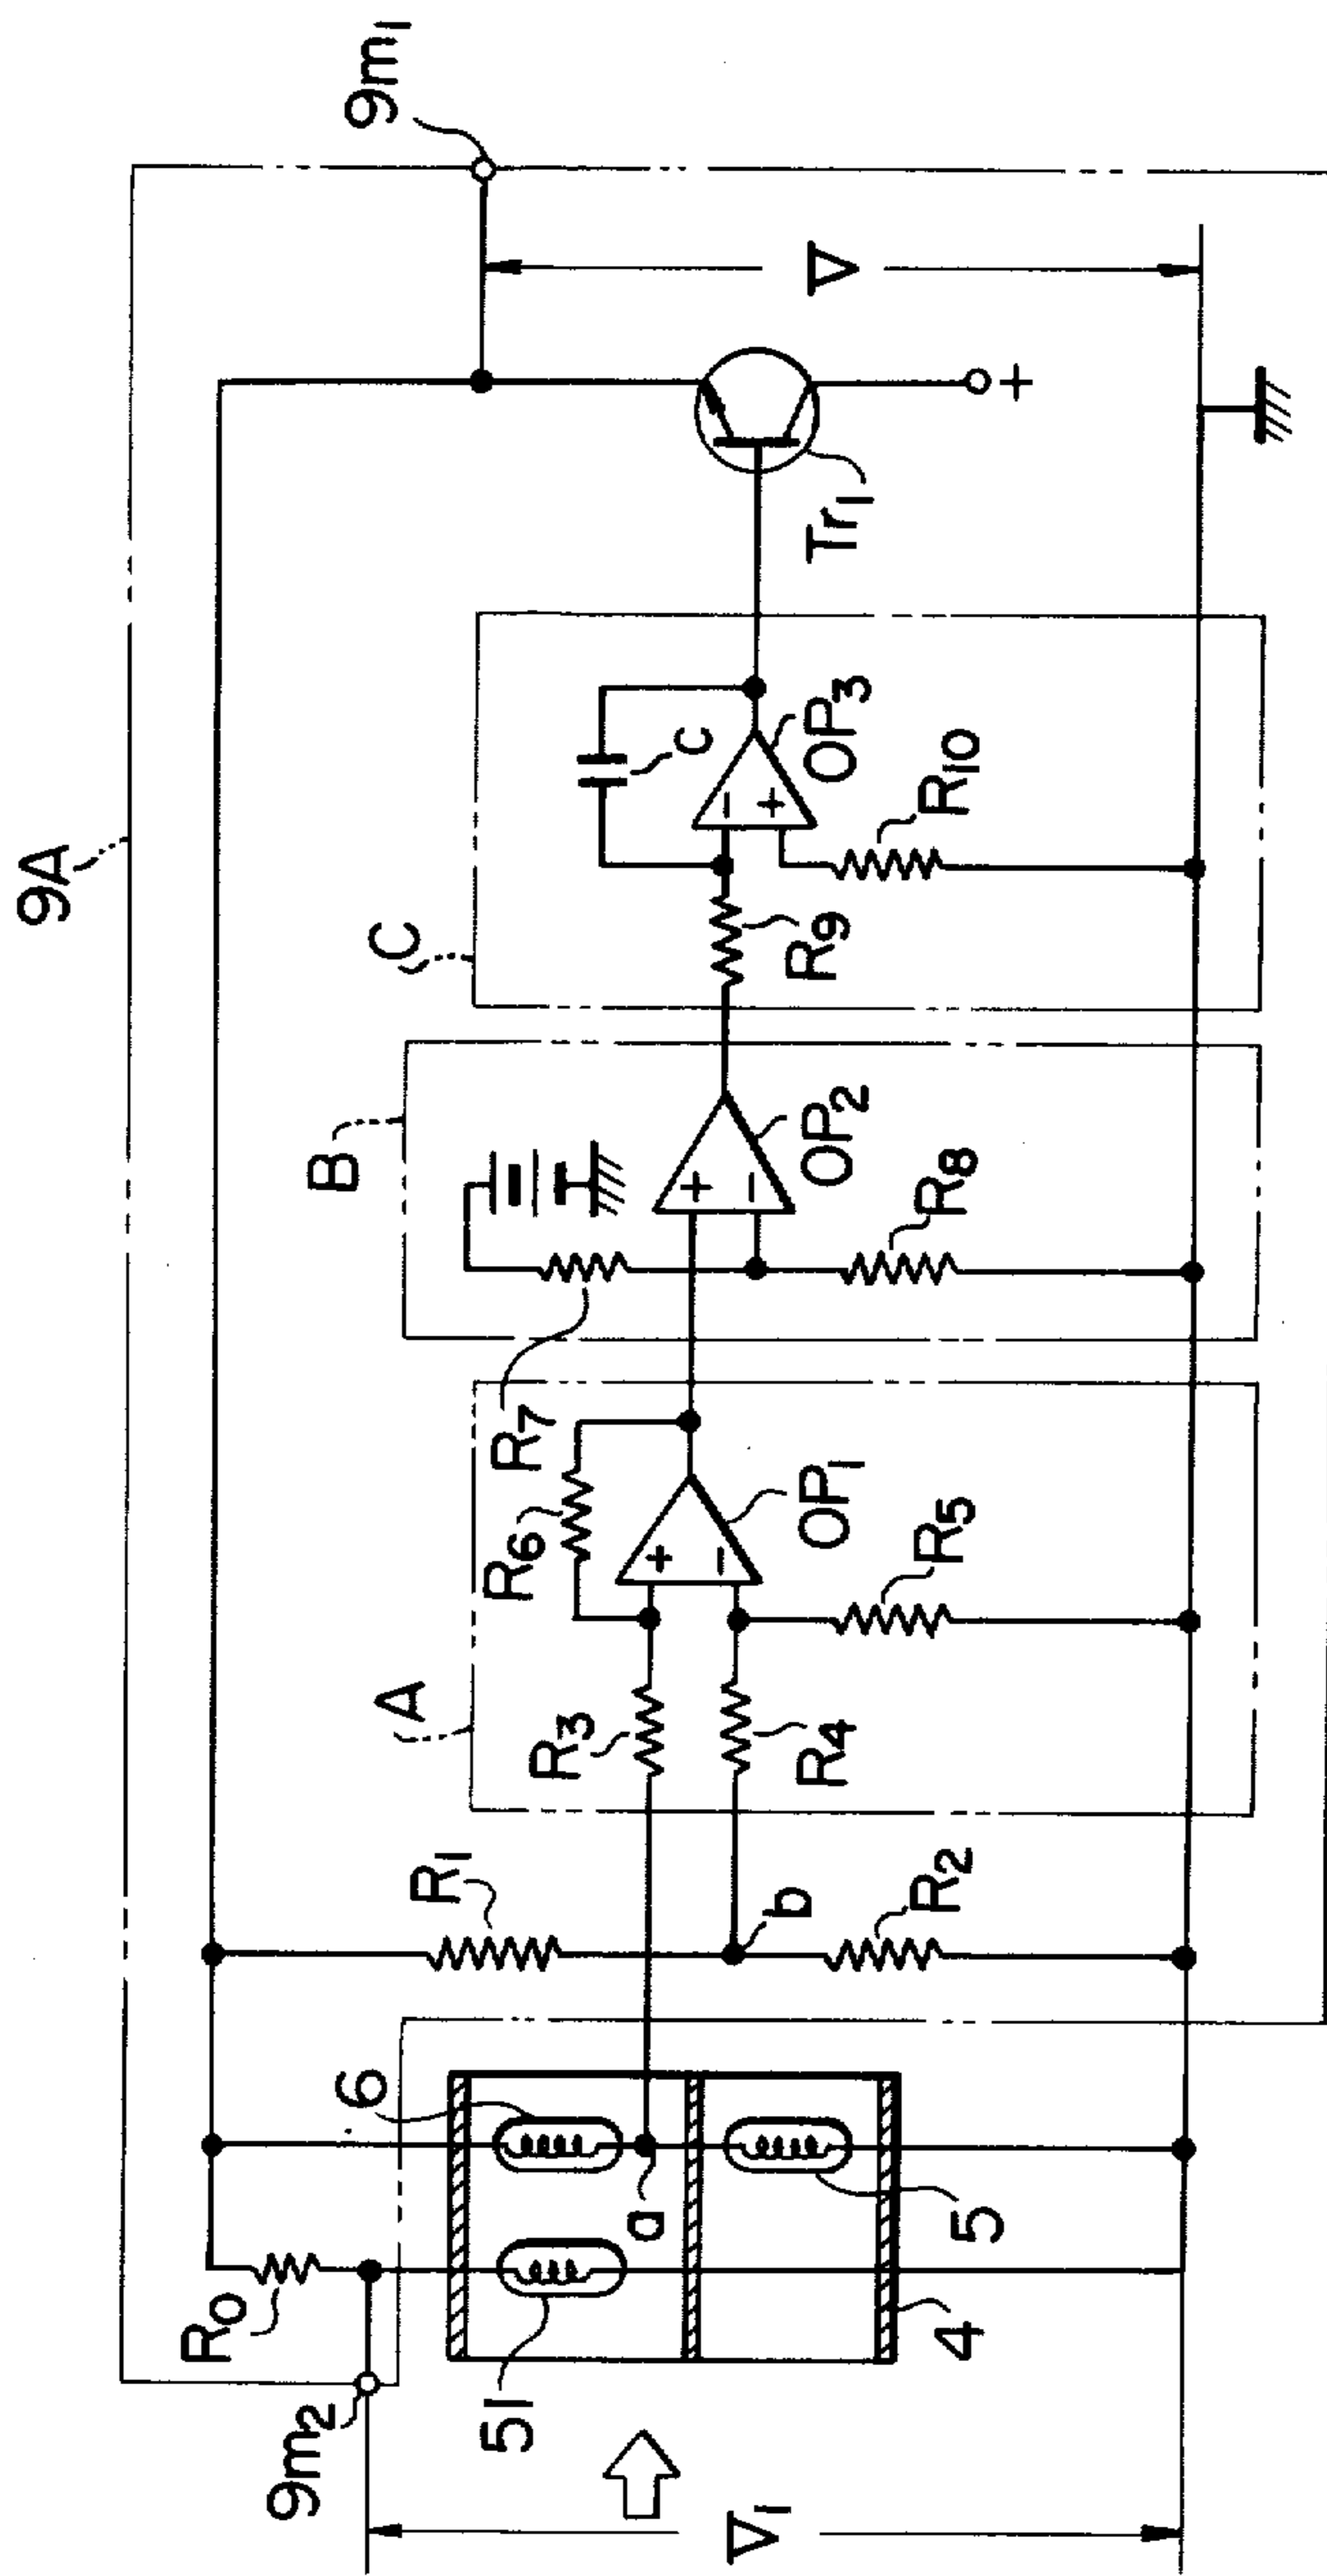 9A
9m₁
9m₂
R₀
R₁
R₂
b
6
a
51
5
4
V₁
A
R₃
R₄
R₆
+
−
OP₁
R₅
B
R₇
+
−
OP₂
R₈
C
R₉
C
−
+
OP₃
R₁₀
Tr₁
+
V